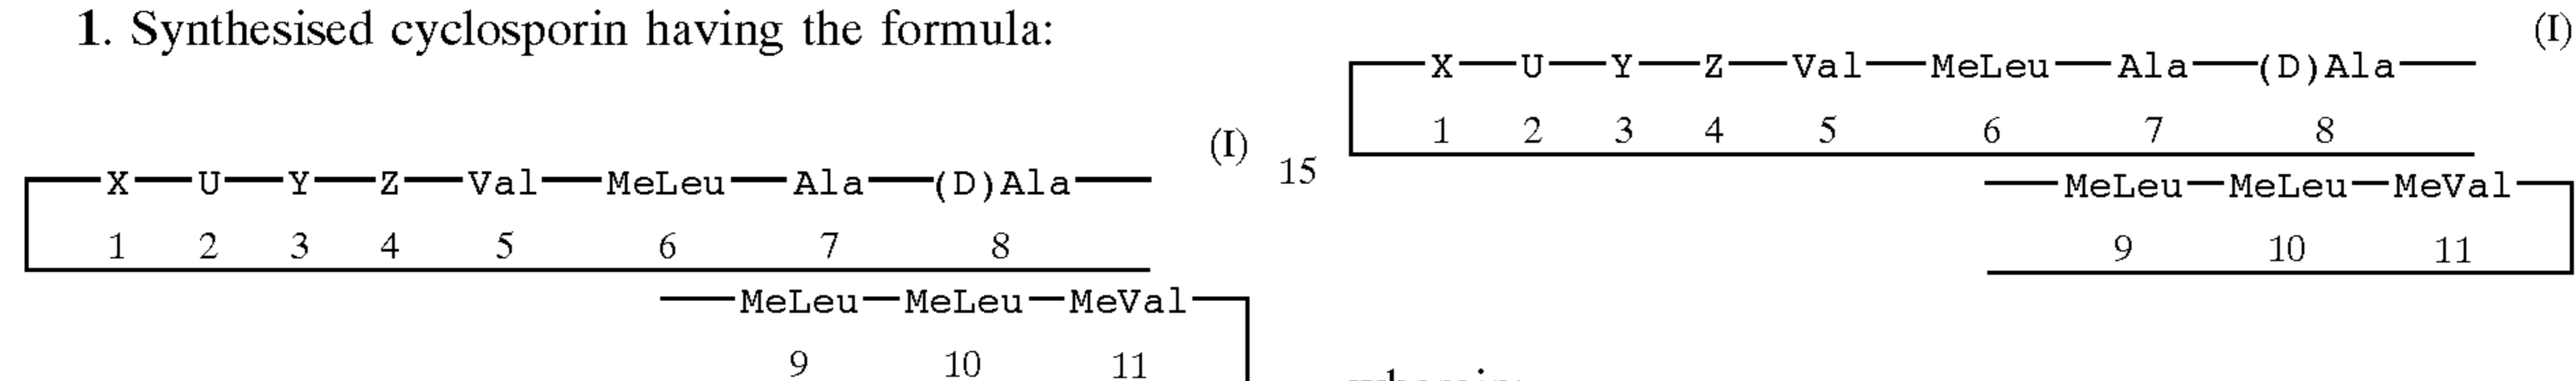 1. Synthesised cyclosporin having the formula:
(I)
X—U—Y—Z—Val—MeLeu—Ala—(D)Ala—
1 2 3 4 5 6 7 8
—MeLeu—MeLeu—MeVal
9 10 11
(I)
X—U—Y—Z—Val—MeLeu—Ala—(D)Ala—
1 2 3 4 5 6 7 8
15
—MeLeu—MeLeu—MeVal
9 10 11